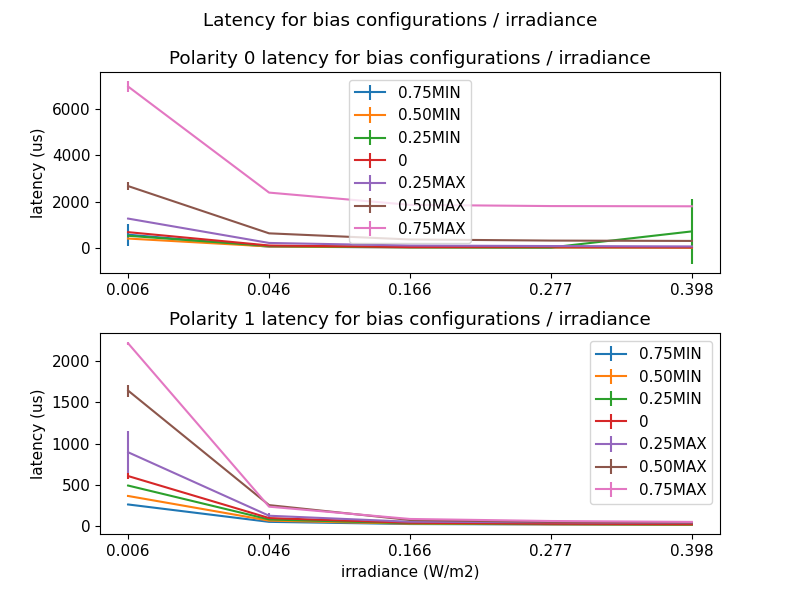 Latency for bias configurations / irradiance
Polarity 0 latency for bias configurations / irradiance
latency (us)
6000
4000
2000
0
0.75MIN
0.50MIN
0.25MIN
0
0.25MAX
0.50MAX
0.75MAX
0.006 0.046 0.166 0.277 0.398
Polarity 1 latency for bias configurations / irradiance
latency (us)
2000
1500
1000
500
0
0.75MIN
0.50MIN
0.25MIN
0
0.25MAX
0.50MAX
0.75MAX
0.006 0.046 0.166 0.277 0.398
irradiance (W/m2)